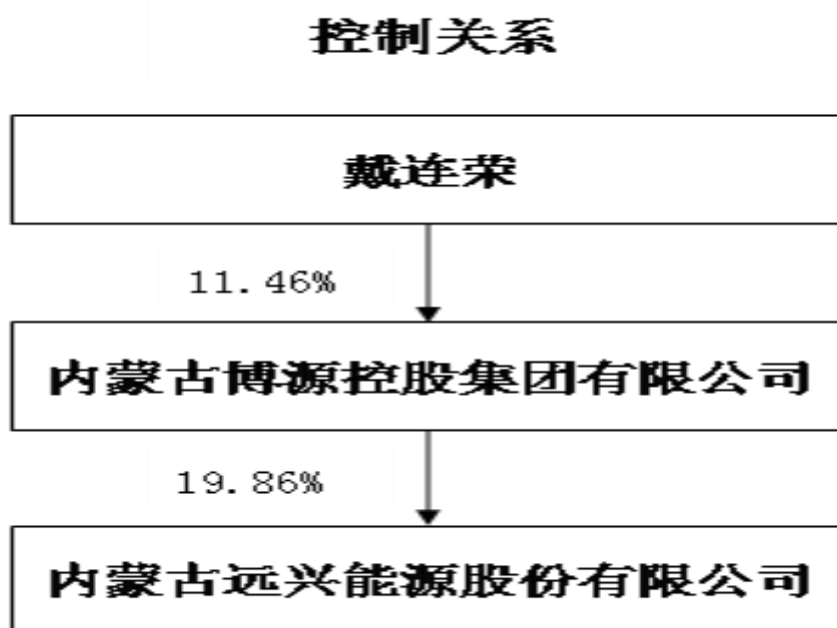 控制关系
戴连荣
11.46%
内蒙古博源控股集团有限公司
19.86%
内蒙古远兴能源股份有限公司